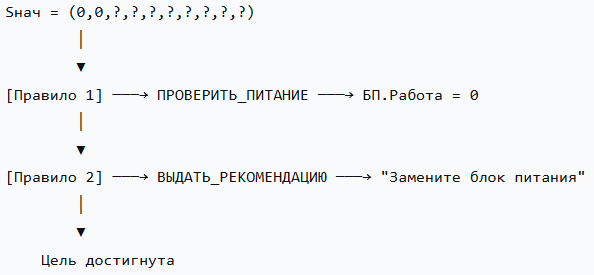 Sнач = (0,0,?,?,?,?,?,?,?,?)
│
▼
[Правило 1] ───→ ПРОВЕРИТЬ_ПИТАНИЕ ───→ БП.Работа = 0
│
▼
[Правило 2] ───→ ВЫДАТЬ_РЕКОМЕНДАЦИЮ ───→ "Замените блок питания"
│
▼
Цель достигнута